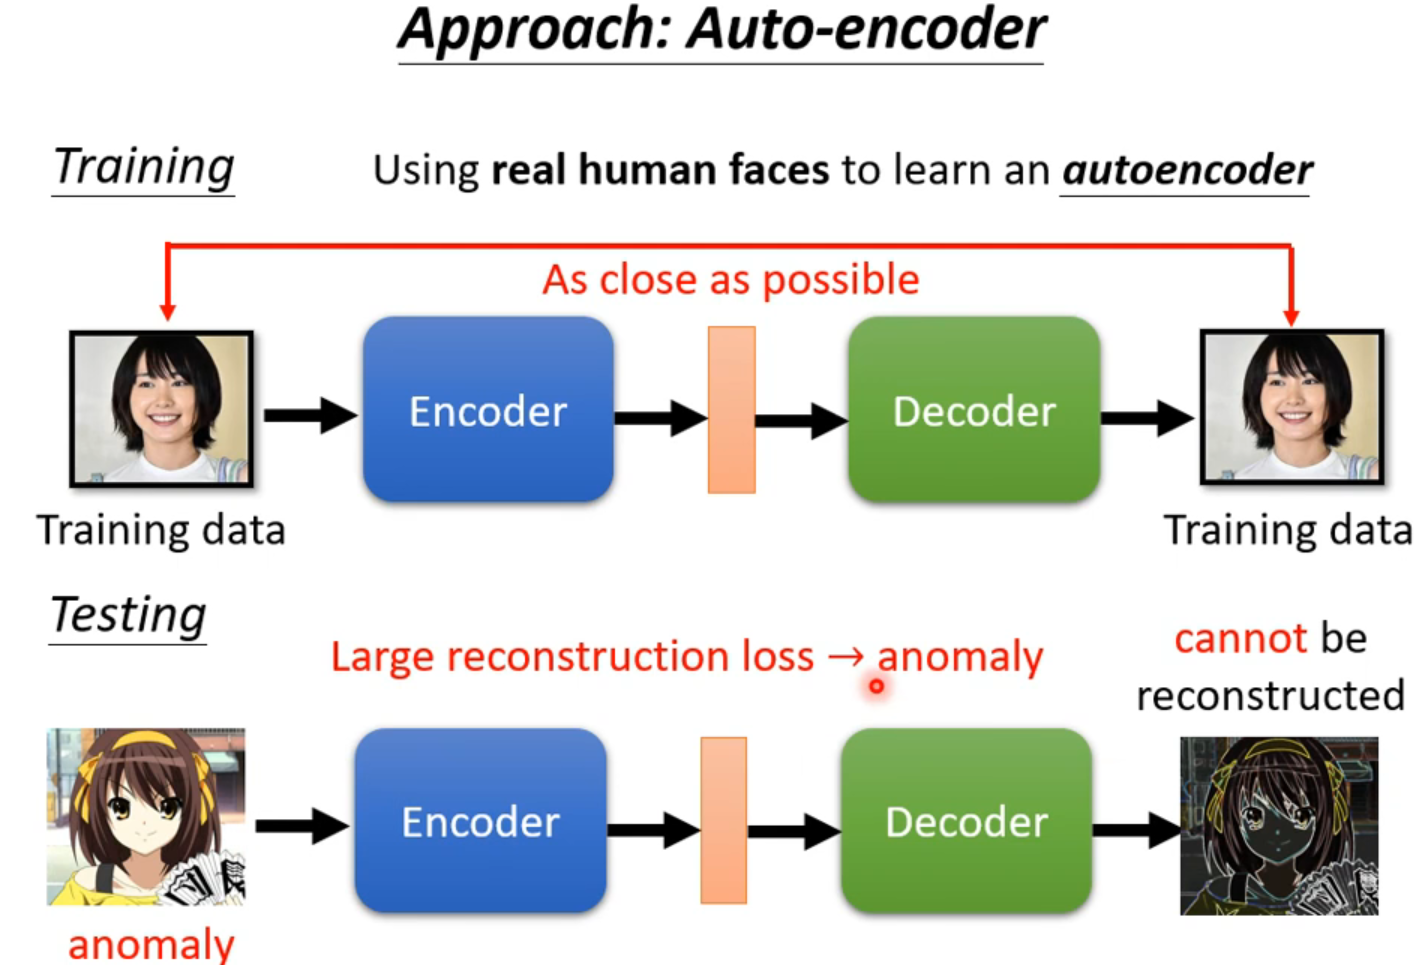 Approach: Auto-encoder
Training
Using real human faces to learn an autoencoder
As close as possible
Encoder
Decoder
Training data
Training data
Testing
Large reconstruction loss → anomaly
cannot be
reconstructed
Encoder
Decoder
anomaly